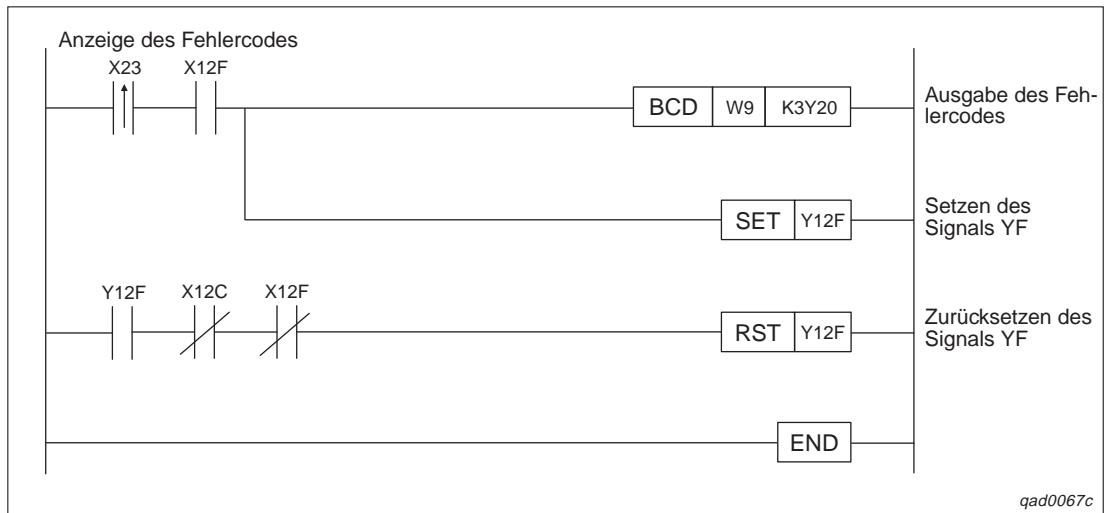 Anzeige des Fehlercodes
X23 X12F
BCD W9 K3Y20
Ausgabe des Feh-
lercodes
SET Y12F
Setzen des
Signals YF
Y12F X12C X12F
RST Y12F
Zurücksetzen des
Signals YF
END
qad0067c